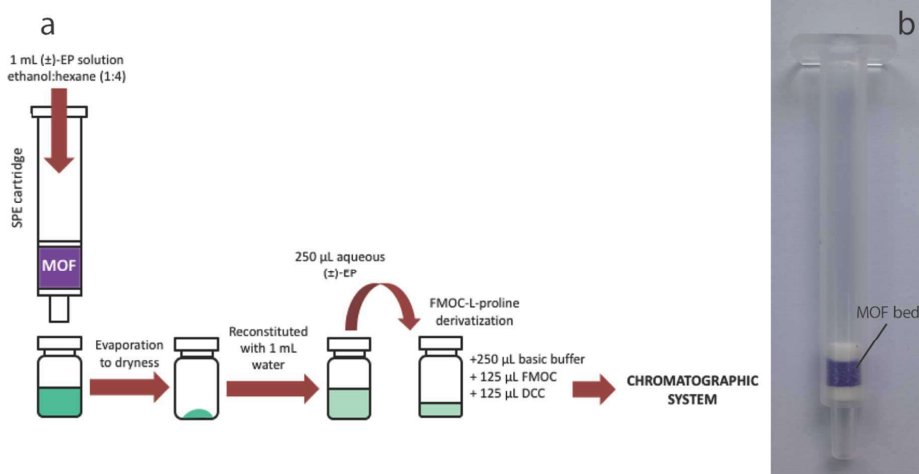 a
1 mL (±)-EP solution
ethanol:hexane (1:4)
SPE cartridge
MOF
Evaporation
to dryness
Reconstituted
with 1 mL
water
250 µL aqueous
(±)-EP
FMOC-L-proline
derivatization
+250 µL basic buffer
+ 125 µL FMOC
+ 125 µL DCC
CHROMATOGRAPHIC
SYSTEM
b
MOF bed